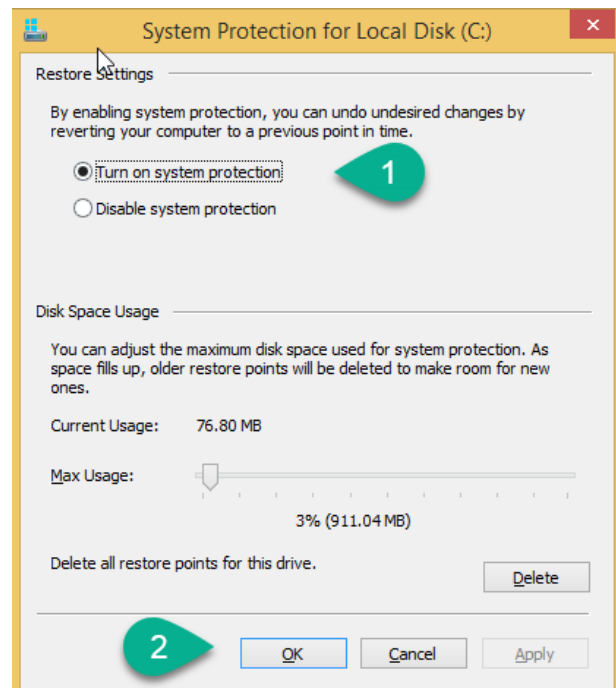 System Protection for Local Disk (C:)
Restore Settings
By enabling system protection, you can undo undesired changes by
reverting your computer to a previous point in time.
Turn on system protection
1
Disable system protection
Disk Space Usage
You can adjust the maximum disk space used for system protection. As
space fills up, older restore points will be deleted to make room for new
ones.
Current Usage: 76.80 MB
Max Usage:
3% (911.04 MB)
Delete all restore points for this drive.
Delete
2
OK Cancel Apply